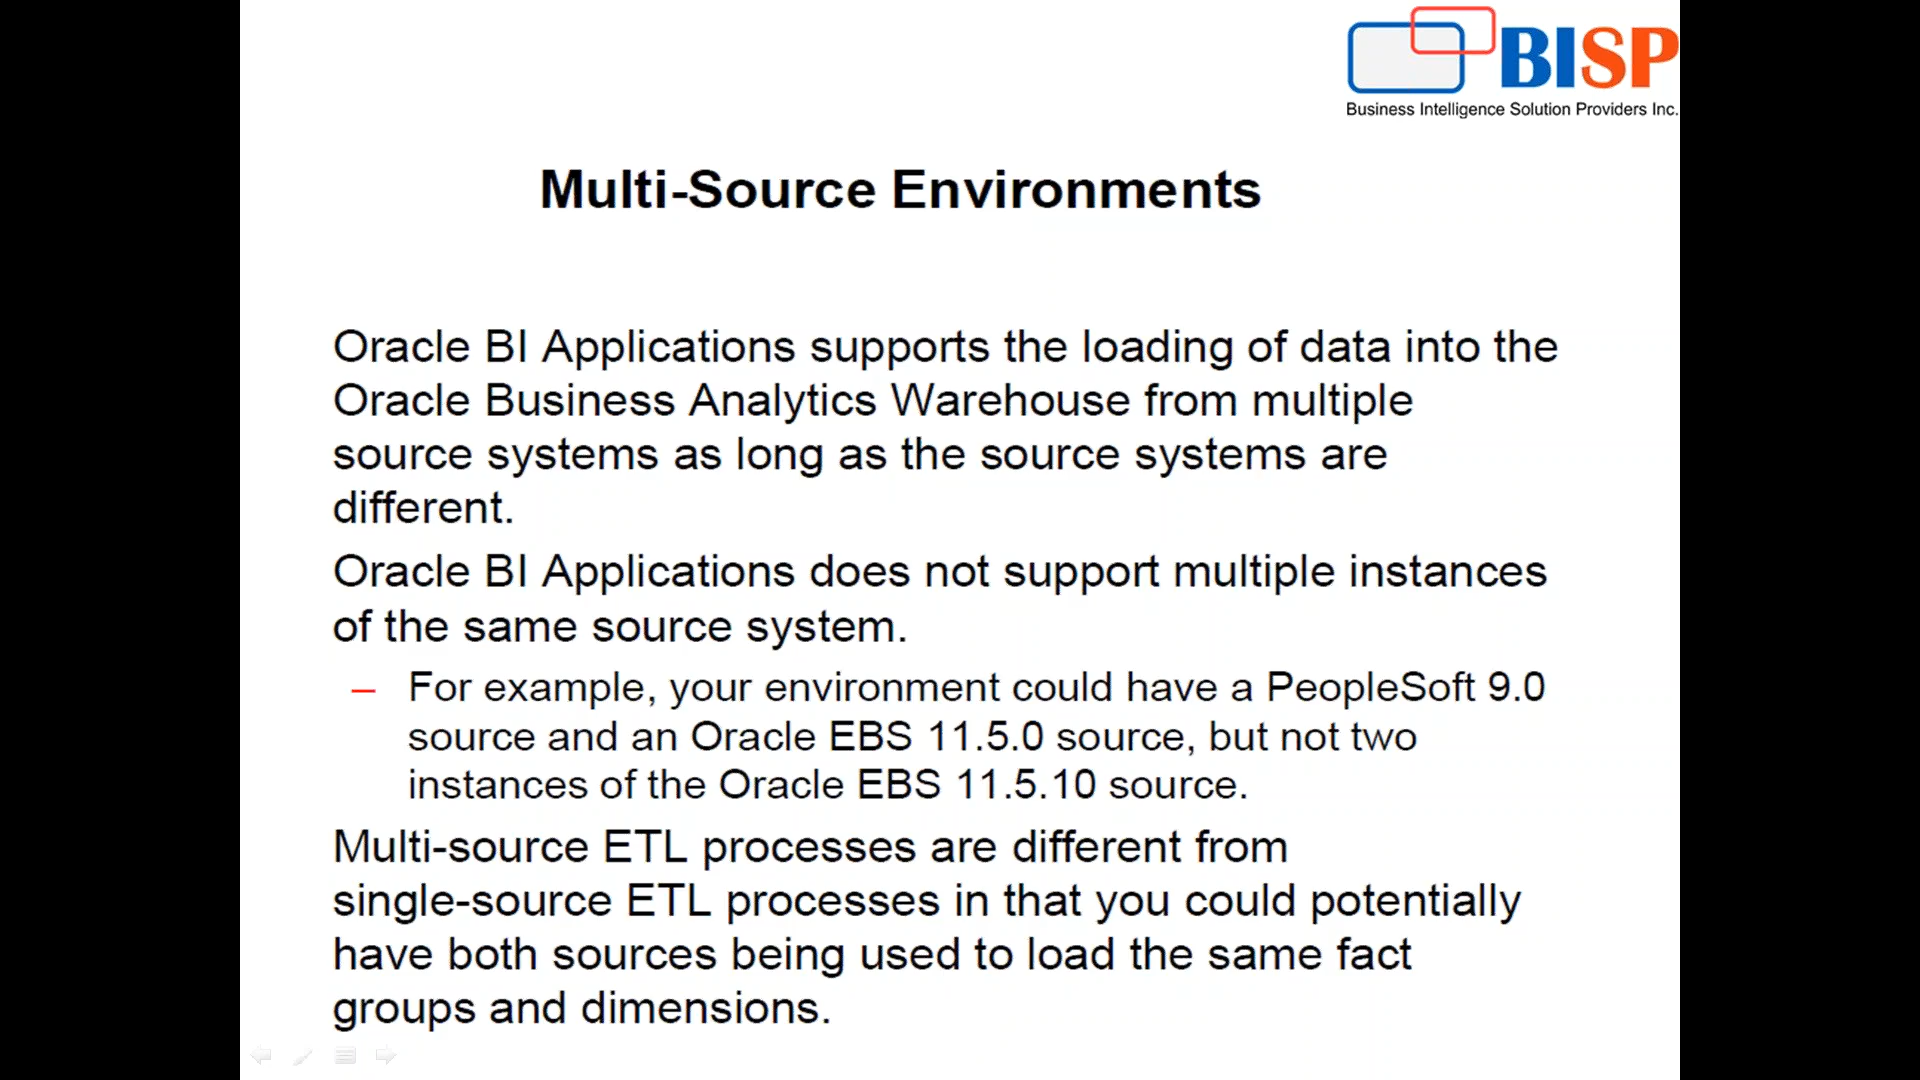 BISP
Business Intelligence Solution Providers Inc.
Multi-Source Environments
Oracle BI Applications supports the loading of data into the
Oracle Business Analytics Warehouse from multiple
source systems as long as the source systems are
different.
Oracle BI Applications does not support multiple instances
of the same source system.
– For example, your environment could have a PeopleSoft 9.0
source and an Oracle EBS 11.5.0 source, but not two
instances of the Oracle EBS 11.5.10 source.
Multi-source ETL processes are different from
single-source ETL processes in that you could potentially
have both sources being used to load the same fact
groups and dimensions.